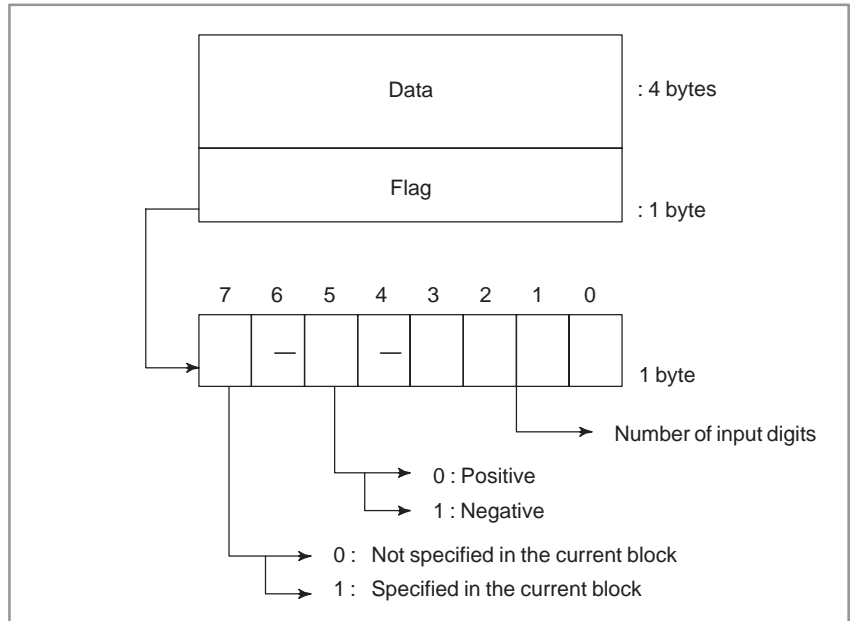 Data
: 4 bytes
Flag
: 1 byte
7 6 5 4 3 2 1 0
— —
1 byte
Number of input digits
0 : Positive
1 : Negative
0 : Not specified in the current block
1 : Specified in the current block